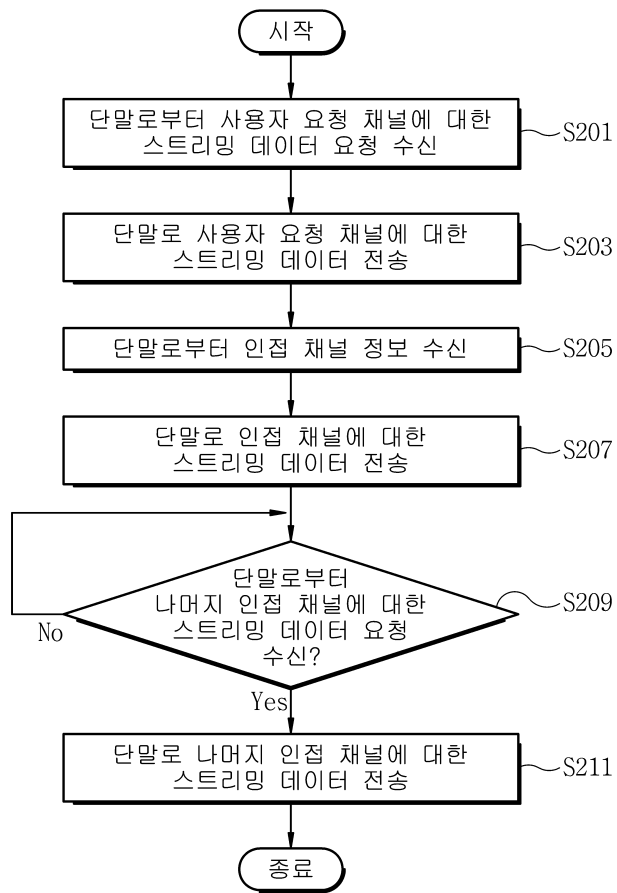 시작
단말로부터 사용자 요청 채널에 대한
스트리밍 데이터 요청 수신
S201
단말로 사용자 요청 채널에 대한
스트리밍 데이터 전송
S203
단말로부터 인접 채널 정보 수신
S205
단말로 인접 채널에 대한
스트리밍 데이터 전송
S207
단말로부터
나머지 인접 채널에 대한
스트리밍 데이터 요청
수신?
S209
No
Yes
단말로 나머지 인접 채널에 대한
스트리밍 데이터 전송
S211
종료